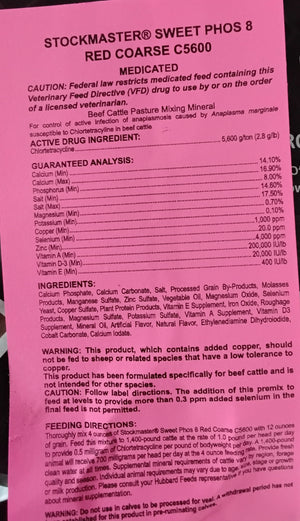 STOCKMASTER® SWEET PHOS 8
RED COARSE C5600
MEDICATED
CAUTION: Federal law restricts medicated feed containing this
Veterinary Feed Directive (VFD) drug to use by or on the order
of a licensed veterinarian.
Beef Cattle Pasture Mixing Mineral
For control of active infection of anaplasmosis caused by Anaplasma marginale
susceptible to Chlortetracycline in beef cattle
ACTIVE DRUG INGREDIENT:
Chlortetracycline 5,600 g/ton (2.8 g/lb)
GUARANTEED ANALYSIS:
Calcium (Min) 14.10%
Calcium (Max) 16.90%
Phosphorus (Min) 8.00%
Salt (Min) 14.60%
Salt (Max) 17.50%
Magnesium (Min) 0.70%
Potassium (Min) 0.10%
Copper (Min) 1,000 ppm
Selenium (Min) 20.0 ppm
Zinc (Min) 4,000 ppm
Vitamin A (Min) 200,000 IU/lb
Vitamin D-3 (Min) 20,000 IU/lb
Vitamin E (Min) 400 IU/lb
INGREDIENTS:
Calcium Phosphate, Calcium Carbonate, Salt, Processed Grain By-Products, Molasses
Products, Manganese Sulfate, Zinc Sulfate, Vegetable Oil, Magnesium Oxide, Selenium
Yeast, Copper Sulfate, Plant Protein Products, Vitamin E Supplement, Iron Oxide, Roughage
Products, Magnesium Sulfate, Potassium Sulfate, Vitamin A Supplement, Vitamin D3
Supplement, Mineral Oil, Artificial Flavor, Natural Flavor, Ethylenediamine Dihydroiodide,
Cobalt Carbonate, Calcium Iodate.
WARNING: This product, which contains added copper, should
not be fed to sheep or related species that have a low tolerance to
copper.
This product has been formulated specifically for beef cattle and is
not intended for other species.
CAUTION: Follow label directions. The addition of this premix to
feed at levels to provide more than 0.3 ppm added selenium in the
final feed is not permitted.
FEEDING DIRECTIONS:
Thoroughly mix 4 ounces of Stockmaster® Sweet Phos 8 Red Coarse C5600 with 12 ounces
of grain. Feed this mixture to 1,400-pound cattle at the rate of 1.0 pound per head per day
to provide 0.5 milligram of Chlortetracycline per pound of bodyweight per day. A 1,400-pound
animal will receive 700 milligrams per head per day at the 4 ounce feeding rate. Provide fresh
clean water at all times. Supplemental mineral requirements of cattle vary by region, forage
quality and season. Individual animal requirements may vary due to age, size, stage or growth
or milk production. Please consult your Hubbard Feeds representative if you have questions
about mineral supplementation.
WARNING: Do not use in calves to be processed for veal. A withdrawal period has not
been established for this product in pre-ruminating calves.